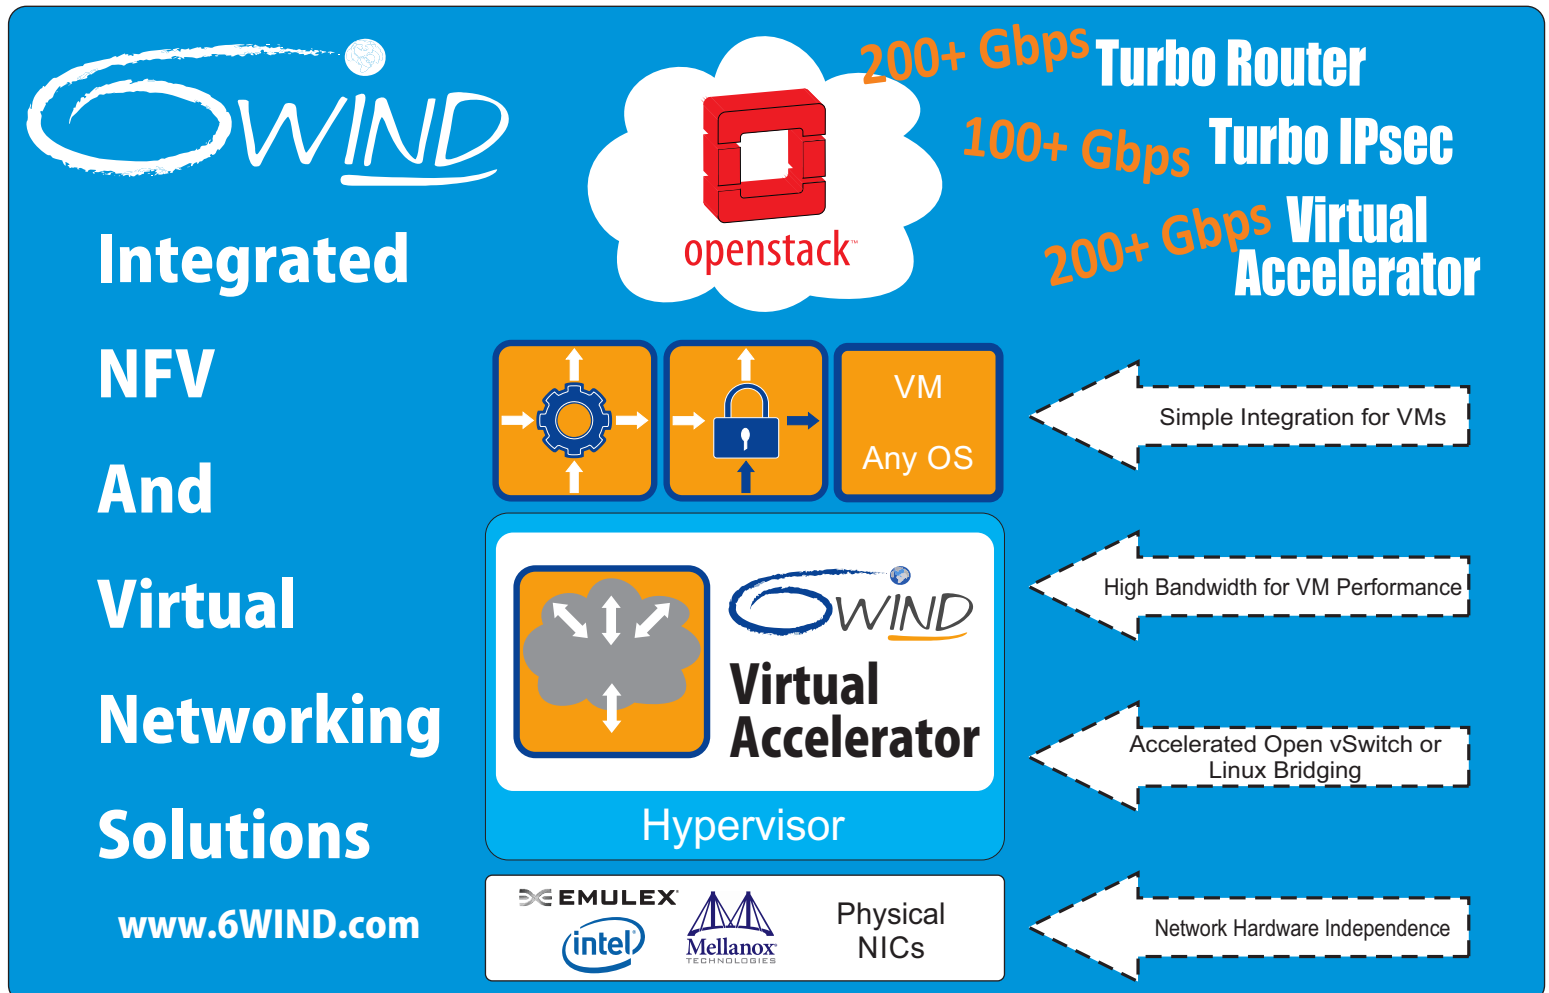 6WIND
Integrated
NFV
And
Virtual
Networking
Solutions
www.6WIND.com
openstack™
200+ Gbps Turbo Router
100+ Gbps Turbo IPsec
200+ Gbps Virtual
Accelerator
VM
Any OS
6WIND
Virtual
Accelerator
Hypervisor
EMULEX
intel
Mellanox
TECHNOLOGIES
Physical
NICs
Simple Integration for VMs
High Bandwidth for VM Performance
Accelerated Open vSwitch or
Linux Bridging
Network Hardware Independence